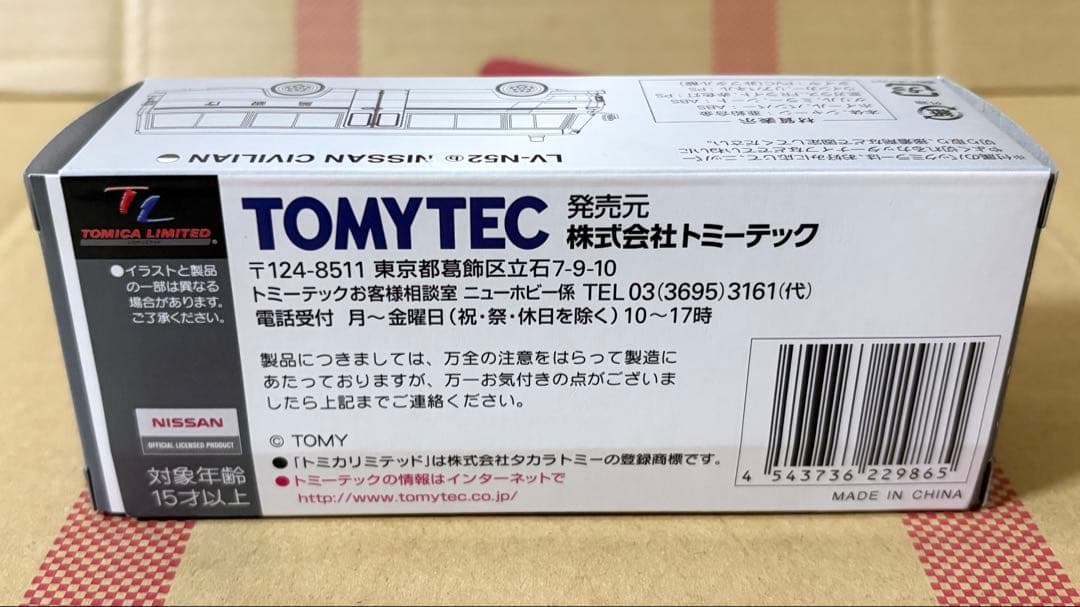 LV-N52 b NISSAN CIVILIAN
材質表示
TL
TOMICA LIMITED
●イラストと製品
の一部は異なる
場合があります。
ご了承ください。
NISSAN
OFFICIAL LICENSED PRODUCT
対象年齢
15才以上
TOMYTEC
発売元
株式会社トミーテック
〒124-8511 東京都葛飾区立石7-9-10
トミーテックお客様相談室 ニューホビー係 TEL 03(3695)3161(代)
電話受付 月〜金曜日(祝・祭・休日を除く)10〜17時
製品につきましては、万全の注意をはらって製造に
あたっておりますが、万一お気付きの点がございま
したら上記までご連絡ください。
© TOMY
●「トミカリミテッド」は株式会社タカラトミーの登録商標です。
●トミーテックの情報はインターネットで
http://www.tomytec.co.jp/
4 543736 229865
MADE IN CHINA